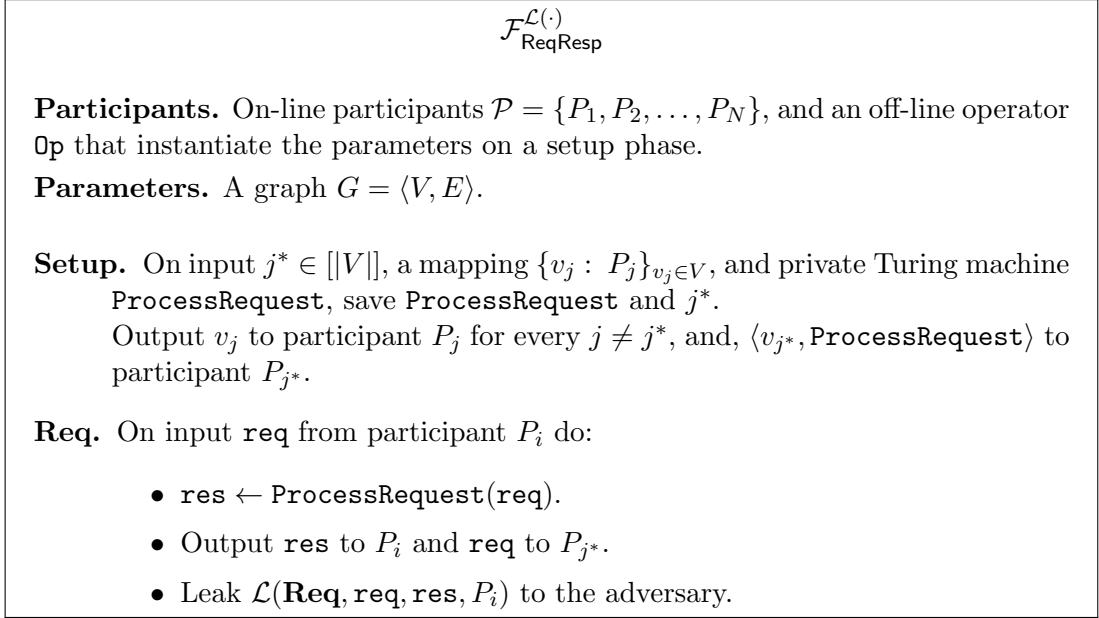 $\mathcal{F}_{\mathsf{ReqResp}}^{\mathcal{L}(\cdot)}$
Participants. On-line participants $\mathcal{P} = \{P_1, P_2, \ldots, P_N\}$, and an off-line operator
Op that instantiate the parameters on a setup phase.
Parameters. A graph $G = \langle V, E \rangle$.
Setup. On input $j^* \in [|V|]$, a mapping $\{v_j : P_j\}_{v_j \in V}$, and private Turing machine
ProcessRequest, save ProcessRequest and $j^*$.
Output $v_j$ to participant $P_j$ for every $j \neq j^*$, and, $\langle v_{j^*}, \texttt{ProcessRequest} \rangle$ to
participant $P_{j^*}$.
Req. On input req from participant $P_i$ do:
• res ← ProcessRequest(req).
• Output res to $P_i$ and req to $P_{j^*}$.
• Leak $\mathcal{L}(\textbf{Req}, \texttt{req}, \texttt{res}, P_i)$ to the adversary.